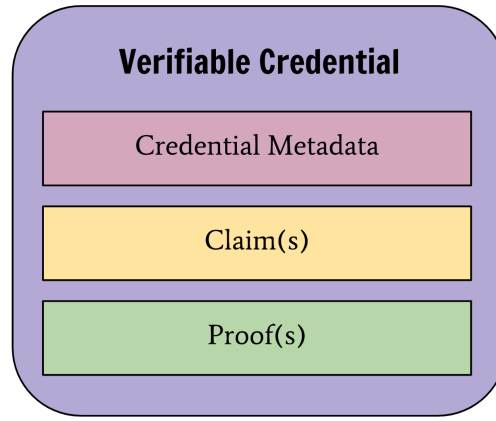 Verifiable Credential
Credential Metadata
Claim(s)
Proof(s)